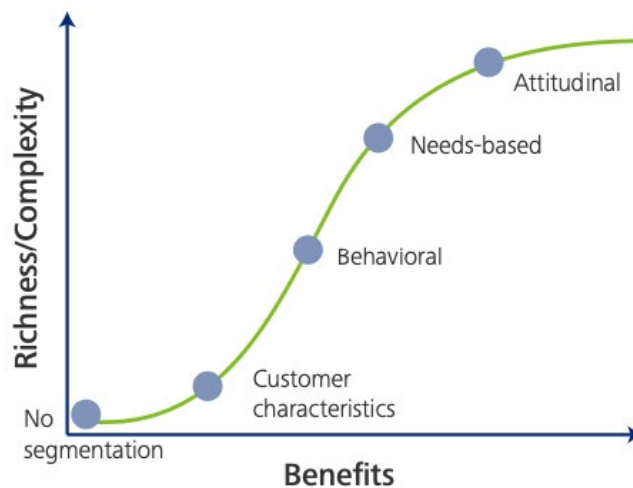 Richness/Complexity
Attitudinal
Needs-based
Behavioral
Customer
characteristics
No
segmentation
Benefits